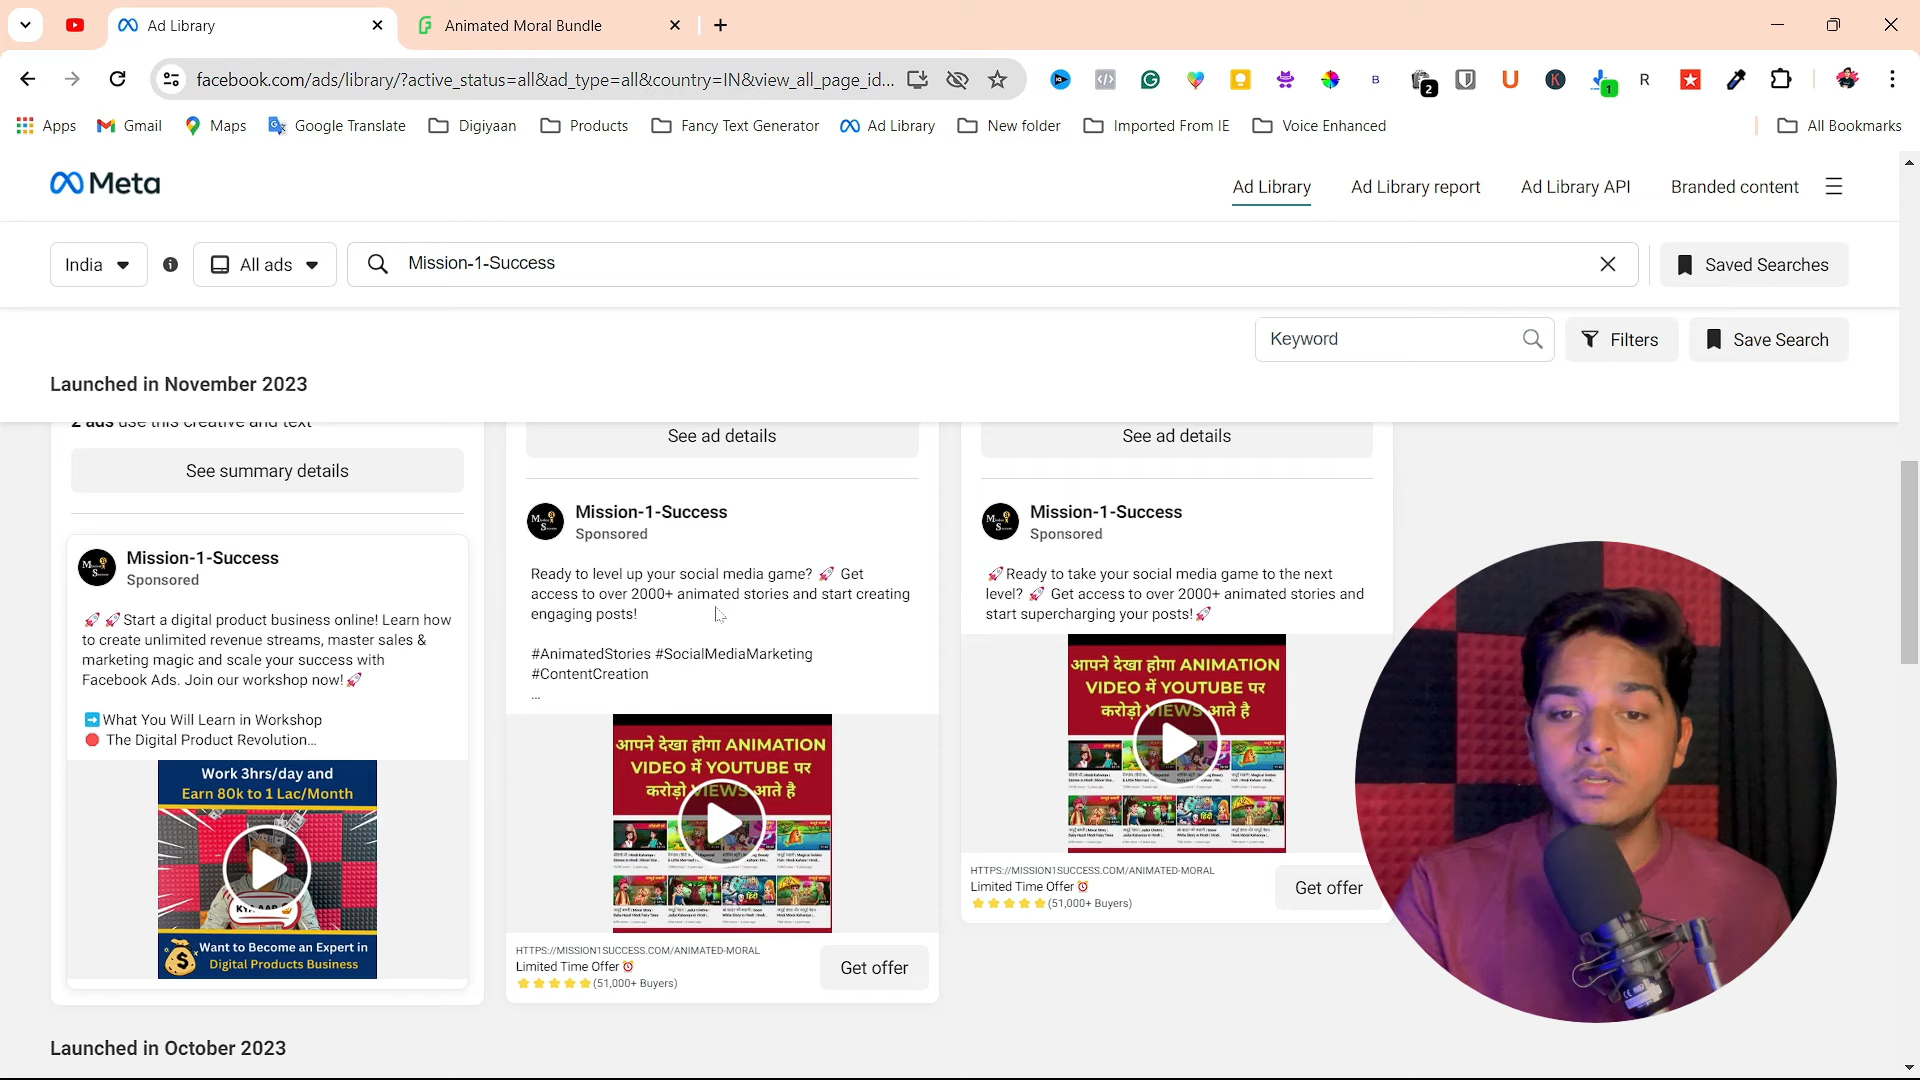 Ad Library
Animated Moral Bundle
facebook.com/ads/library/?active_status=all&ad_type=all&country=IN&view_all_page_id...
B
2
U
K
1
R
Apps
Gmail
Maps
Google Translate
Digiyaan
Products
Fancy Text Generator
Ad Library
New folder
Imported From IE
Voice Enhanced
All Bookmarks
Meta
Ad Library
Ad Library report
Ad Library API
Branded content
India
All ads
Mission-1-Success
Saved Searches
Keyword
Filters
Save Search
Launched in November 2023
2 ads use this creative and text
See summary details
Mission-1-Success
Sponsored
🚀 🚀Start a digital product business online! Learn how
to create unlimited revenue streams, master sales &
marketing magic and scale your success with
Facebook Ads. Join our workshop now!🚀
➡️What You Will Learn in Workshop
🔴 The Digital Product Revolution...
Work 3hrs/day and
Earn 80k to 1 Lac/Month
Want to Become an Expert in
Digital Products Business
See ad details
Mission-1-Success
Sponsored
Ready to level up your social media game? 🚀 Get
access to over 2000+ animated stories and start creating
engaging posts!
#AnimatedStories #SocialMediaMarketing
#ContentCreation
...
आपने देखा होगा ANIMATION
VIDEO में YOUTUBE पर
करोड़ो VIEWS आते है
HTTPS://MISSION1SUCCESS.COM/ANIMATED-MORAL
Limited Time Offer ⏰
⭐⭐⭐⭐⭐(51,000+ Buyers)
Get offer
See ad details
Mission-1-Success
Sponsored
🚀Ready to take your social media game to the next
level? 🚀 Get access to over 2000+ animated stories and
start supercharging your posts!🚀
आपने देखा होगा ANIMATION
VIDEO में YOUTUBE पर
करोड़ो VIEWS आते है
HTTPS://MISSION1SUCCESS.COM/ANIMATED-MORAL
Limited Time Offer ⏰
⭐⭐⭐⭐⭐(51,000+ Buyers)
Get offer
Launched in October 2023